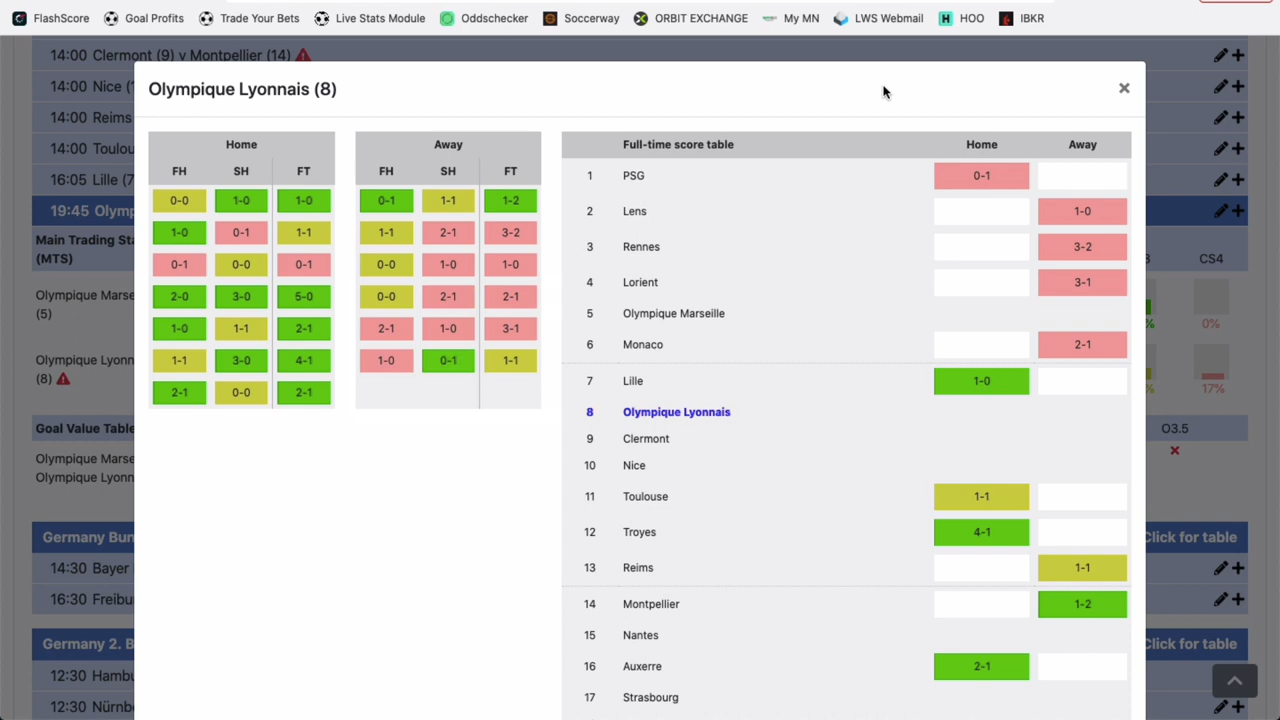 FlashScore Goal Profits Trade Your Bets Live Stats Module Oddschecker Soccerway ORBIT EXCHANGE My MN LWS Webmail HOO IBKR
14:00 Clermont (9) v Montpellier (14)
14:00 Nice (
14:00 Reims
14:00 Toulou
16:05 Lille (7
19:45 Olymp
Main Trading Sta
(MTS)
3 CS4
Olympique Marse
(5)
% 0%
Olympique Lyonn
(8)
% 17%
Goal Value Table
O3.5
Olympique Marse
Olympique Lyonn
Germany Bun
Click for table
14:30 Bayer
16:30 Freibu
Germany 2. B
Click for table
12:30 Hambu
12:30 Nürnb
Olympique Lyonnais (8) ×
Home
FH SH FT
0-0 1-0 1-0
1-0 0-1 1-1
0-1 0-0 0-1
2-0 3-0 5-0
1-0 1-1 2-1
1-1 3-0 4-1
2-1 0-0 2-1
Away
FH SH FT
0-1 1-1 1-2
1-1 2-1 3-2
0-0 1-0 1-0
0-0 2-1 2-1
2-1 1-0 3-1
1-0 0-1 1-1
Full-time score table Home Away
1 PSG 0-1
2 Lens 1-0
3 Rennes 3-2
4 Lorient 3-1
5 Olympique Marseille
6 Monaco 2-1
7 Lille 1-0
8 Olympique Lyonnais
9 Clermont
10 Nice
11 Toulouse 1-1
12 Troyes 4-1
13 Reims 1-1
14 Montpellier 1-2
15 Nantes
16 Auxerre 2-1
17 Strasbourg